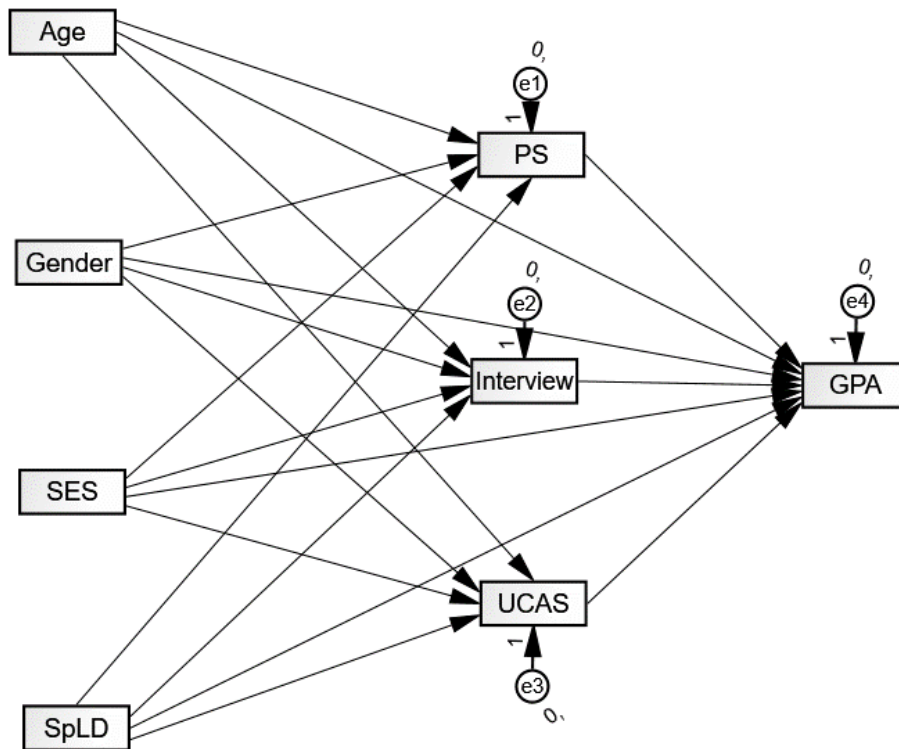 Age
0,
e1
1
PS
Gender
0,
e2
1
Interview
0,
e4
1
GPA
SES
UCAS
1
e3
0,
SpLD